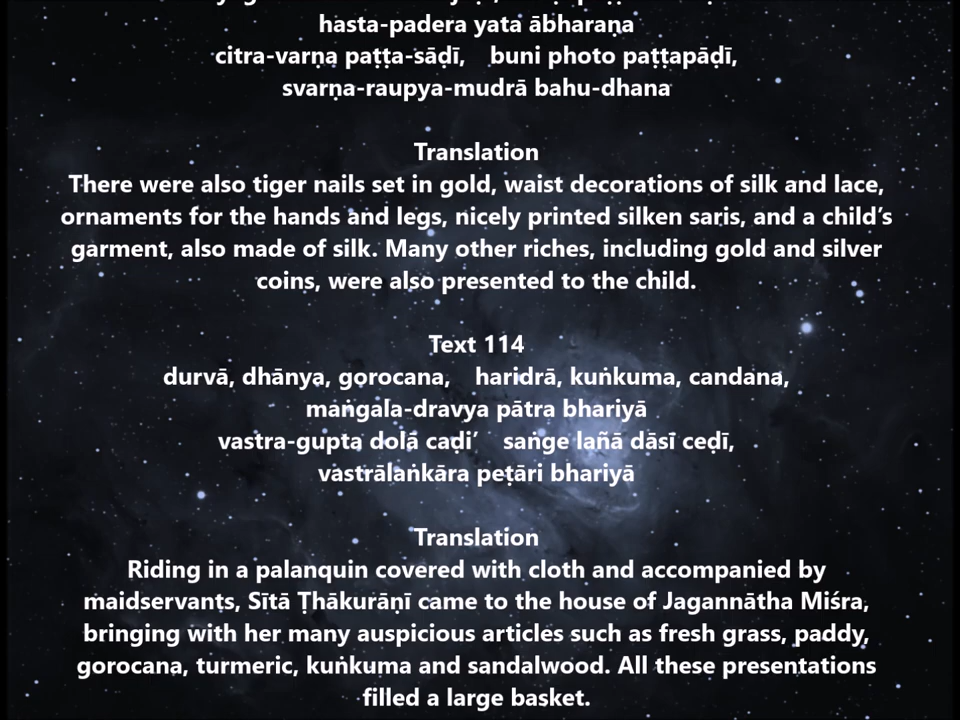 hasta-padera yata ābharaṇa
citra-varṇa paṭṭa-sāḍī, buni photo paṭṭapāḍī,
svarṇa-raupya-mudrā bahu-dhana
Translation
There were also tiger nails set in gold, waist decorations of silk and lace,
ornaments for the hands and legs, nicely printed silken saris, and a child’s
garment, also made of silk. Many other riches, including gold and silver
coins, were also presented to the child.
Text 114
durvā, dhānya, gorocana, haridrā, kuṅkuma, candana,
maṅgala-dravya pātra bhariyā
vastra-gupta dolā caḍi’ saṅge lañā dāsī ceḍī,
vastrālaṅkāra peṭāri bhariyā
Translation
Riding in a palanquin covered with cloth and accompanied by
maidservants, Sītā Ṭhākurāṇī came to the house of Jagannātha Miśra,
bringing with her many auspicious articles such as fresh grass, paddy,
gorocana, turmeric, kuṅkuma and sandalwood. All these presentations
filled a large basket.